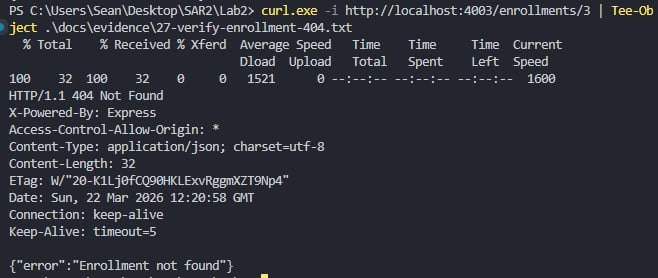 PS C:\Users\Sean\Desktop\SAR2\Lab2> curl.exe -i http://localhost:4003/enrollments/3 | Tee-Ob
ject .\docs\evidence\27-verify-enrollment-404.txt
  % Total    % Received % Xferd  Average Speed   Time    Time     Time  Current
                                 Dload  Upload   Total   Spent    Left  Speed
100    32  100    32    0     0   1521      0 --:--:-- --:--:-- --:--:--  1600
HTTP/1.1 404 Not Found
X-Powered-By: Express
Access-Control-Allow-Origin: *
Content-Type: application/json; charset=utf-8
Content-Length: 32
ETag: W/"20-K1Lj0fCQ90HKLExvRggmXZT9Np4"
Date: Sun, 22 Mar 2026 12:20:58 GMT
Connection: keep-alive
Keep-Alive: timeout=5

{"error":"Enrollment not found"}